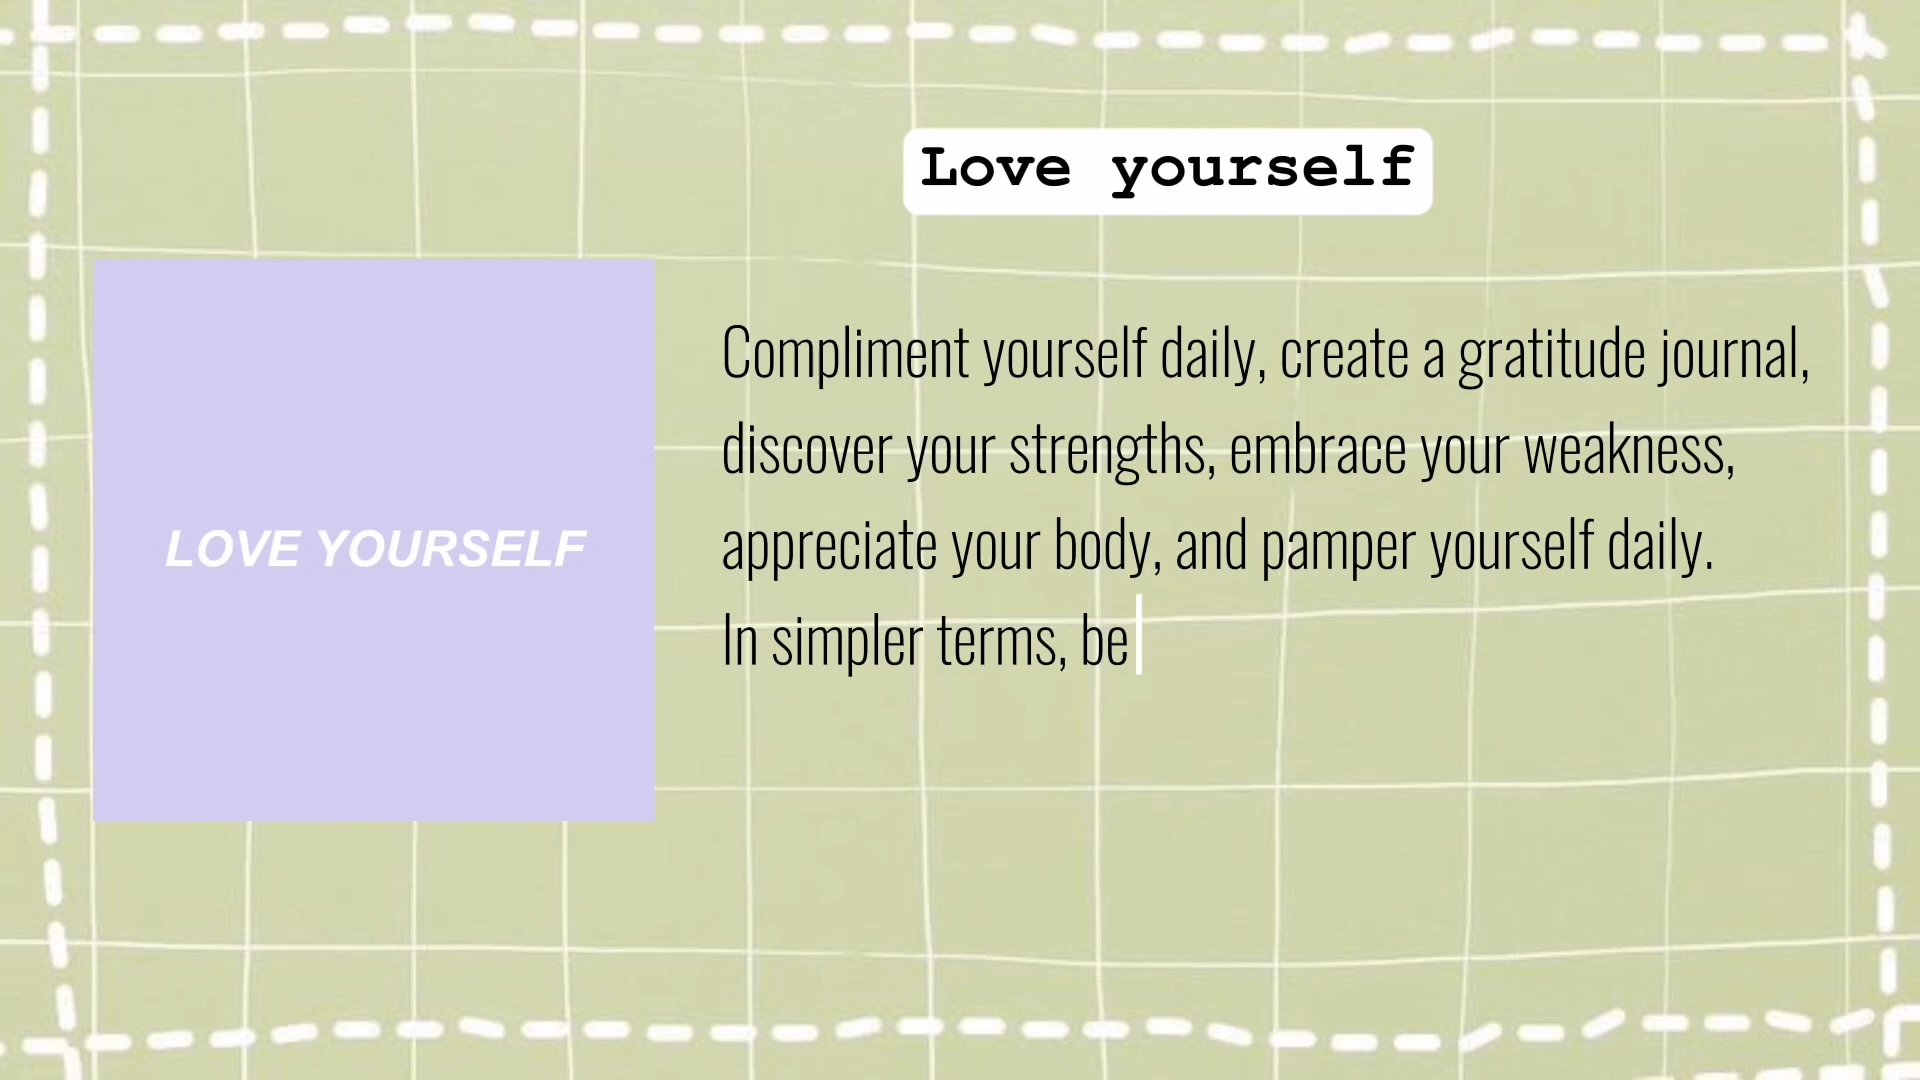 Love yourself
LOVE YOURSELF
Compliment yourself daily, create a gratitude journal,
discover your strengths, embrace your weakness,
appreciate your body, and pamper yourself daily.
In simpler terms, be